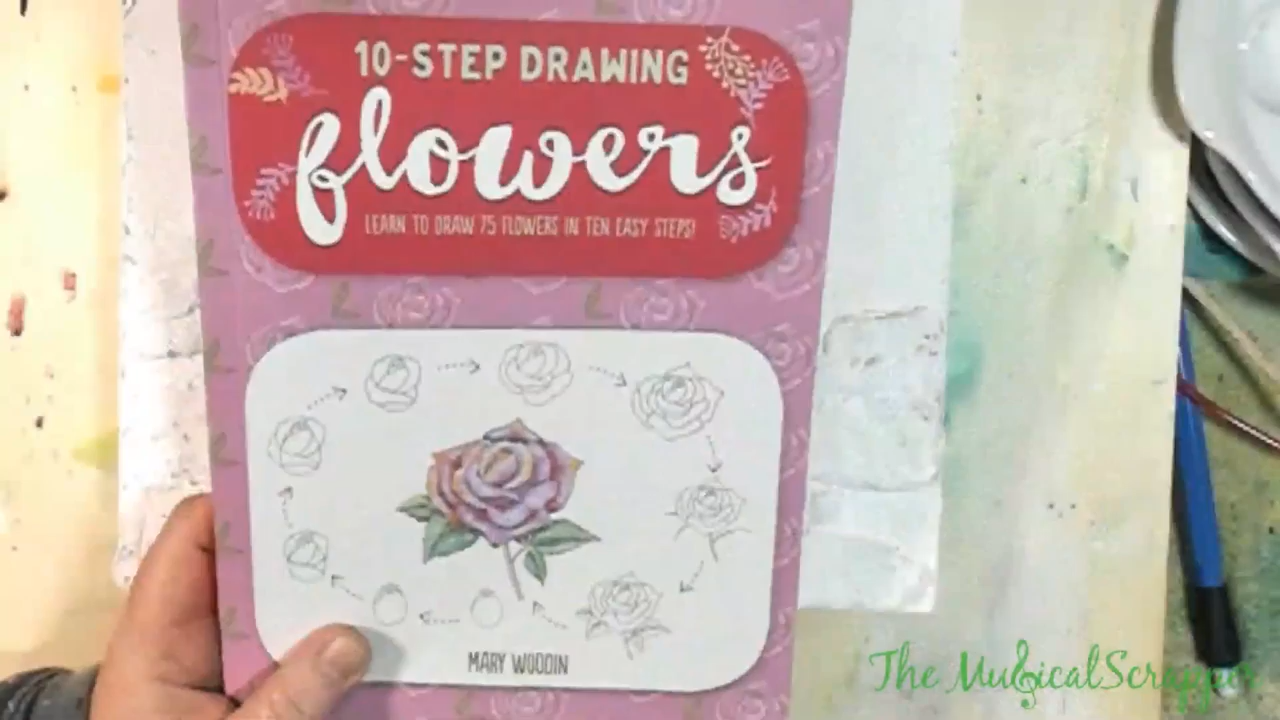 10-STEP DRAWING
flowers
LEARN TO DRAW 75 FLOWERS IN TEN EASY STEPS!
MARY WOODIN
The MusicalScrapper